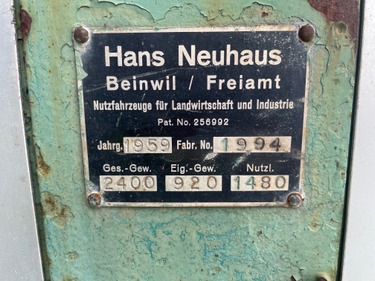 Hans Neuhaus
Beinwil / Freiamt
Nutzfahrzeuge für Landwirtschaft und Industrie
Pat. No. 256992
Jahrg. 1959 Fabr. No. 1994
Ges.-Gew. Eig.-Gew. Nutzl.
2400 920 1480